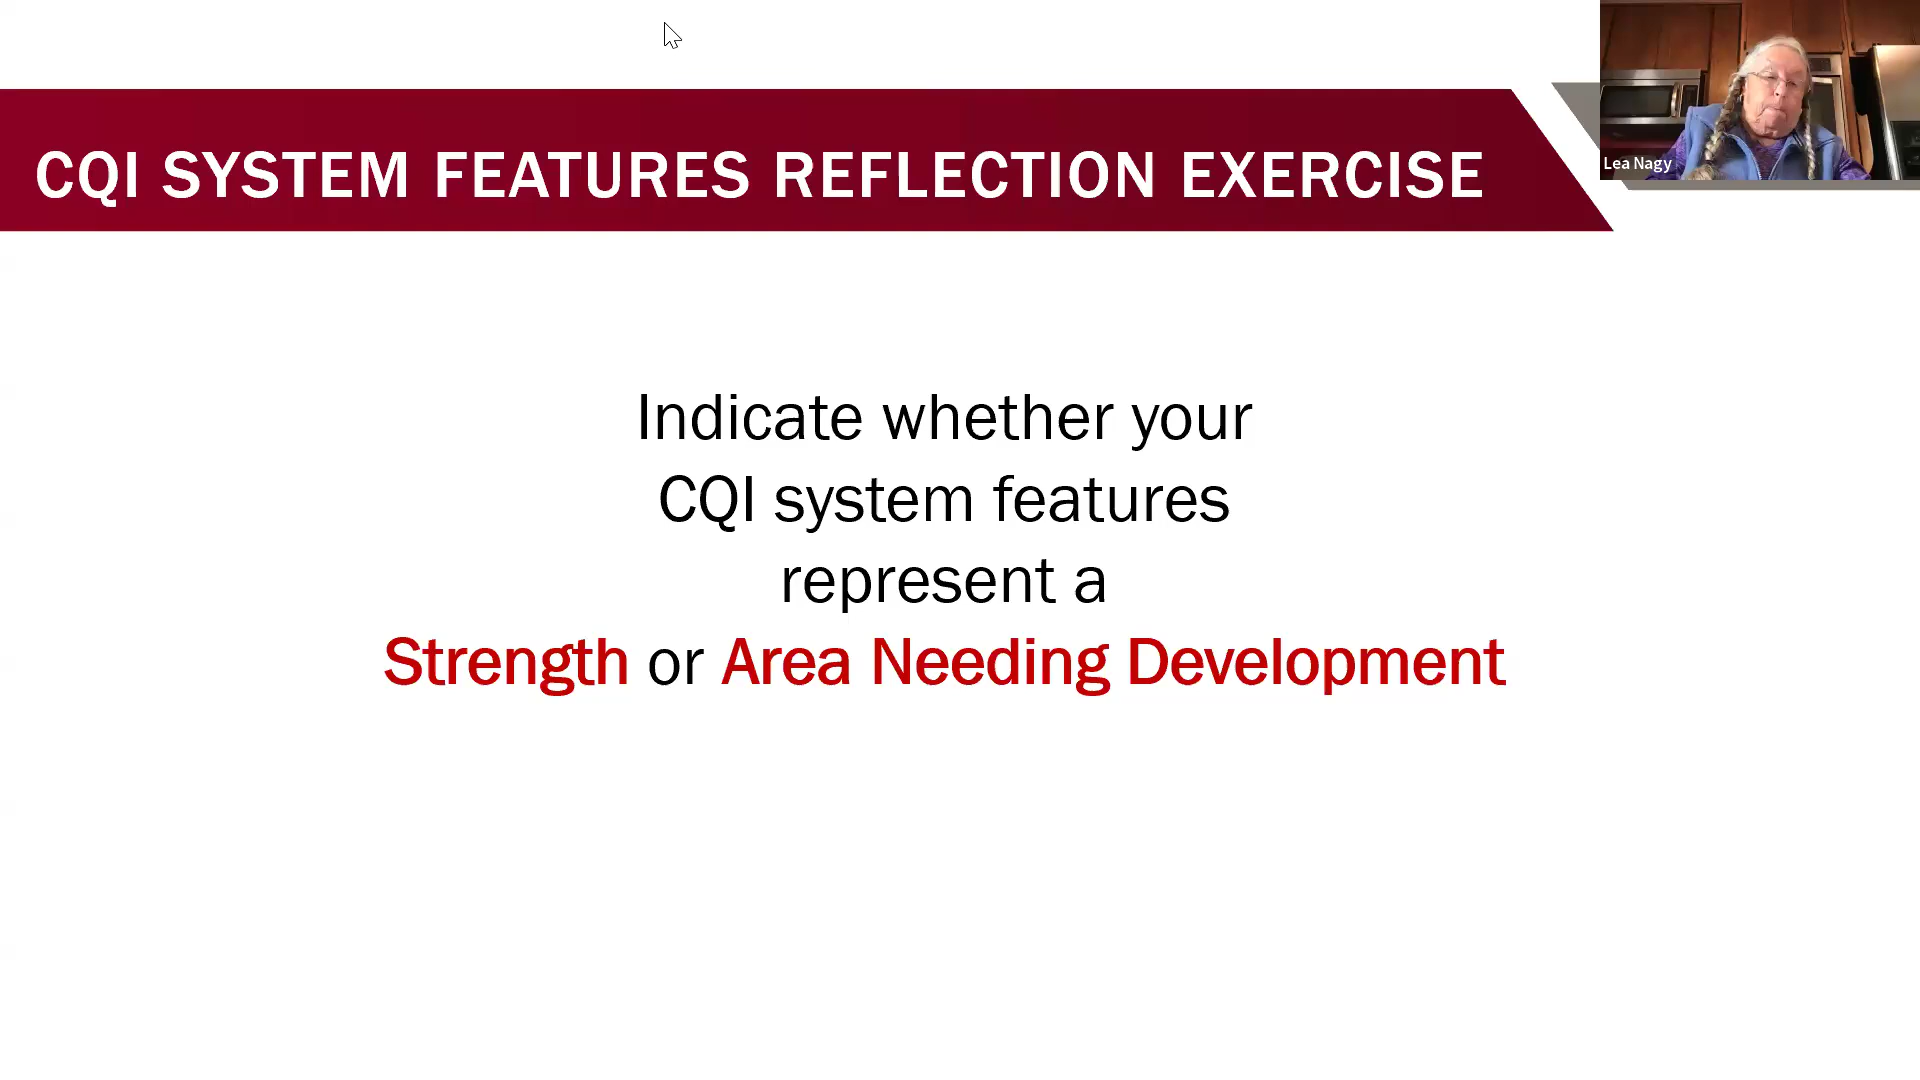 CQI SYSTEM FEATURES REFLECTION EXERCISE
Lea Nagy
Indicate whether your
CQI system features
represent a
Strength or Area Needing Development